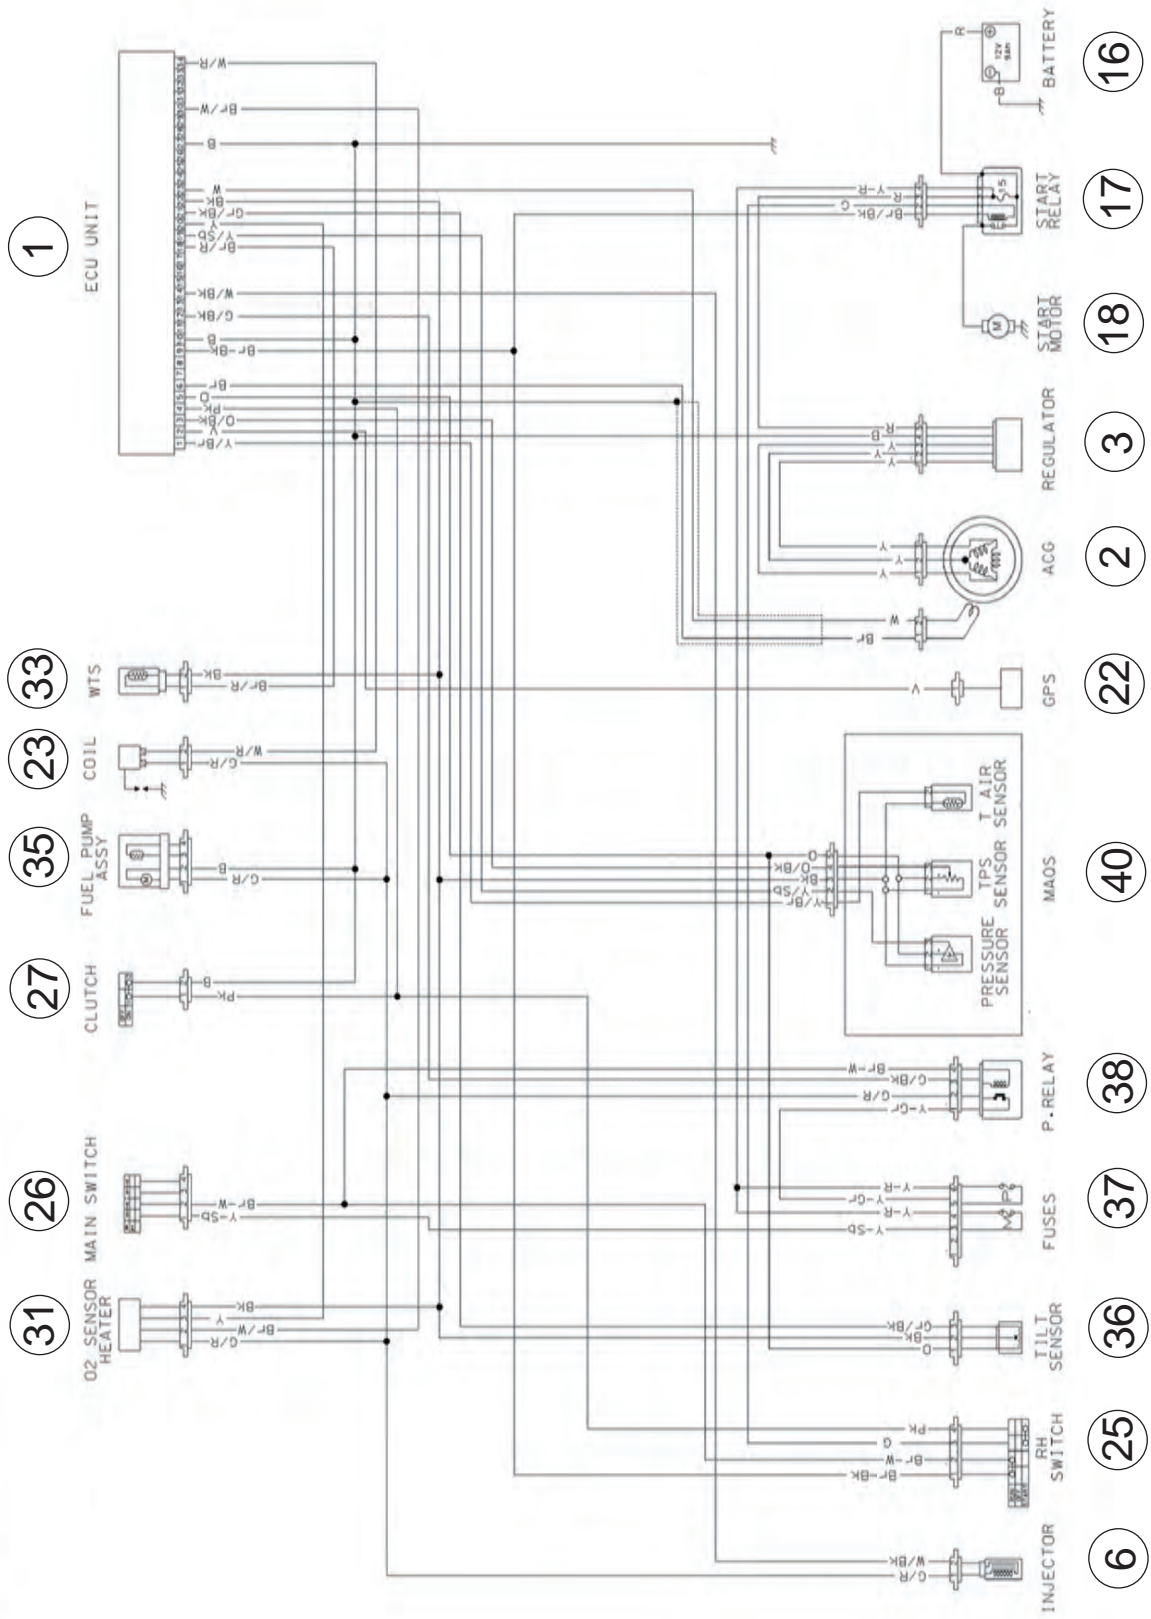 1
ECU UNIT
W/R
Br/W
B
W
BK
Gr/BK
Y
Y/Sb
Br/R
W/BK
G/BK
B
Br-BK
Br
O
PK
O/BK
V
Y/Br
33
WTS
BK
Br/R
23
COIL
W/R
G/R
35
FUEL PUMP
ASSY
B
G/R
27
CLUTCH
B
PK
26
MAIN SWITCH
Br-W
Y-Sb
31
O2 SENSOR
HEATER
BK
Y
Br/W
G/R
16
BATTERY
12V
9Ah
R
B
17
START
RELAY
15
Y-R
R
G
Br/BK
18
START
MOTOR
M
3
REGULATOR
R
B
Y
Y
Y
2
ACG
Y
Y
Y
W
Br
22
GPS
V
40
MAQS
T AIR
SENSOR
TPS
SENSOR
PRESSURE
SENSOR
O
O/BK
BK
Y/Sb
Y/Br
38
P.RELAY
Br-W
G/BK
G/R
Y-Gr
37
FUSES
Y-R
Y-Gr
Y-R
Y-Sb
P
M
36
TILT
SENSOR
Gr/BK
BK
O
25
RH
SWITCH
PK
G
Br-W
Br-BK
6
INJECTOR
W/BK
G/R